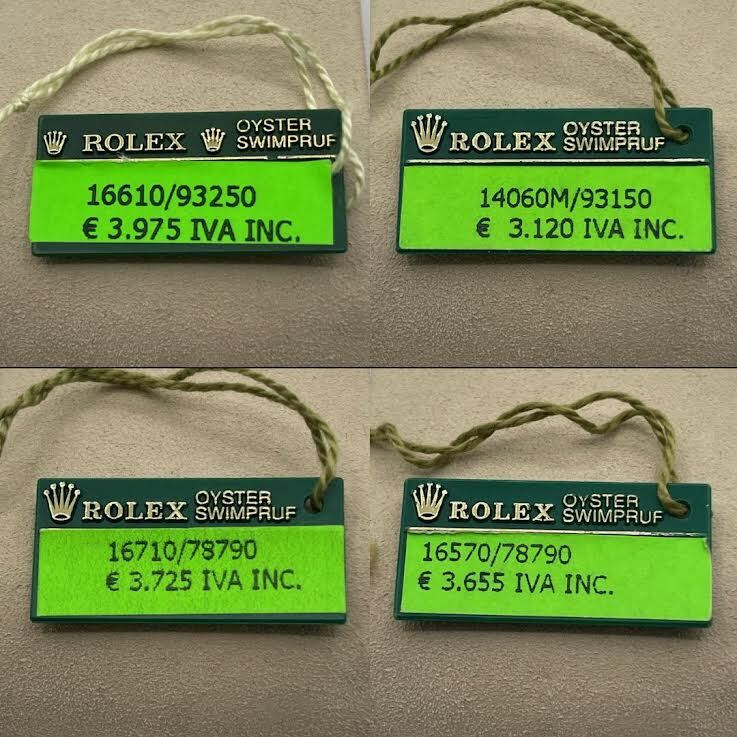 ROLEX OYSTER
SWIMPRUF
16610/93250
€ 3.975 IVA INC.
ROLEX OYSTER
SWIMPRUF
14060M/93150
€ 3.120 IVA INC.
ROLEX OYSTER
SWIMPRUF
16710/78790
€ 3.725 IVA INC.
ROLEX OYSTER
SWIMPRUF
16570/78790
€ 3.655 IVA INC.